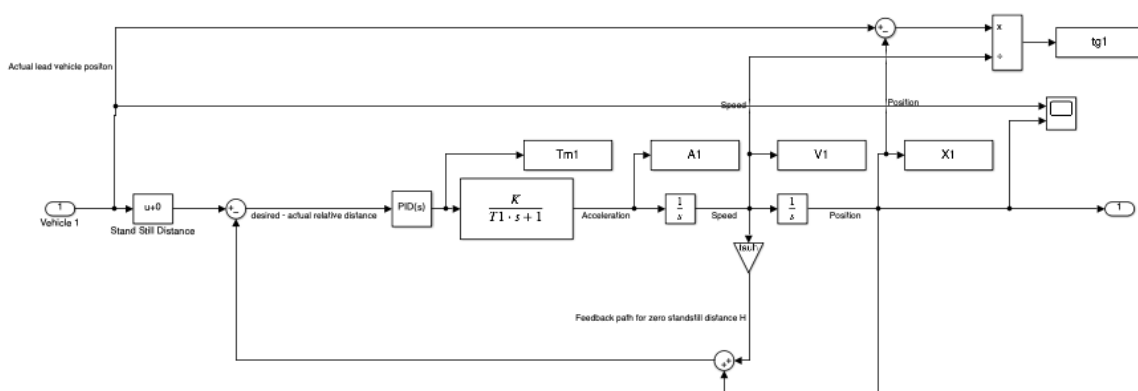 x
tg1
÷
Actual lead vehicle positon
Speed
Position
Tm1
A1
V1
X1
1
u+0
PID(s)
K
T1 · s + 1
1
s
1
s
1
desired - actual relative distance
Acceleration
Speed
Position
Vehicle 1
Stand Still Distance
Feedback path for zero standstill distance H